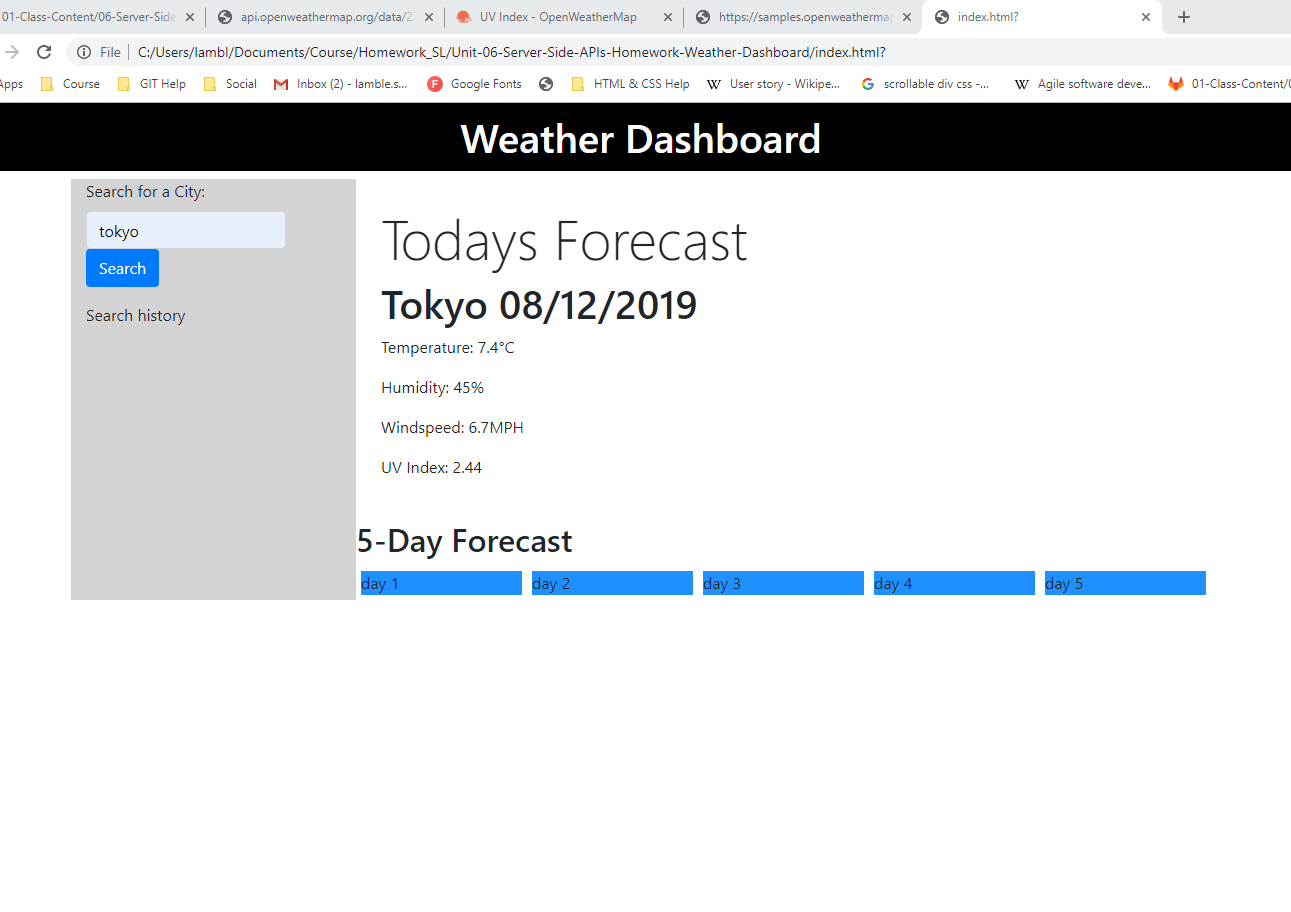 01-Class-Content/06-Server-Side
api.openweathermap.org/data/2.
UV Index - OpenWeatherMap
https://samples.openweathermap
index.html?
File
C:/Users/lambl/Documents/Course/Homework_SL/Unit-06-Server-Side-APIs-Homework-Weather-Dashboard/index.html?
Apps Course GIT Help Social Inbox (2) - lamble.s... Google Fonts HTML & CSS Help User story - Wikipe... scrollable div css -... Agile software deve... 01-Class-Content/0
Weather Dashboard
Search for a City:
tokyo
Search
Search history
Todays Forecast
Tokyo 08/12/2019
Temperature: 7.4°C
Humidity: 45%
Windspeed: 6.7MPH
UV Index: 2.44
5-Day Forecast
day 1 day 2 day 3 day 4 day 5